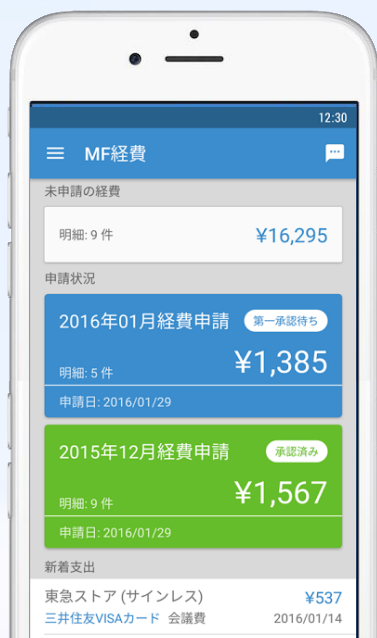 12:30
MF経費
未申請の経費
明細: 9 件 ¥16,295
申請状況
2016年01月経費申請 第一承認待ち
明細: 5 件 ¥1,385
申請日: 2016/01/29
2015年12月経費申請 承認済み
明細: 9 件 ¥1,567
申請日: 2016/01/29
新着支出
東急ストア (サインレス) ¥537
三井住友VISAカード 会議費 2016/01/14